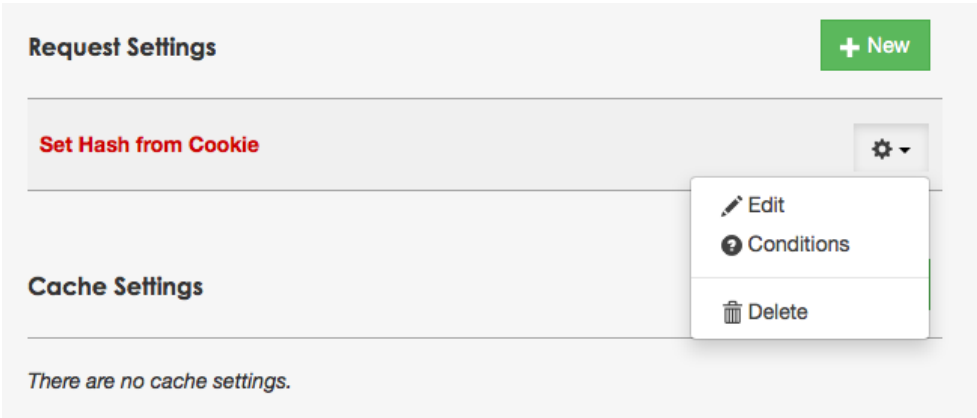 Request Settings
New
Set Hash from Cookie
Edit
Conditions
Cache Settings
Delete
There are no cache settings.